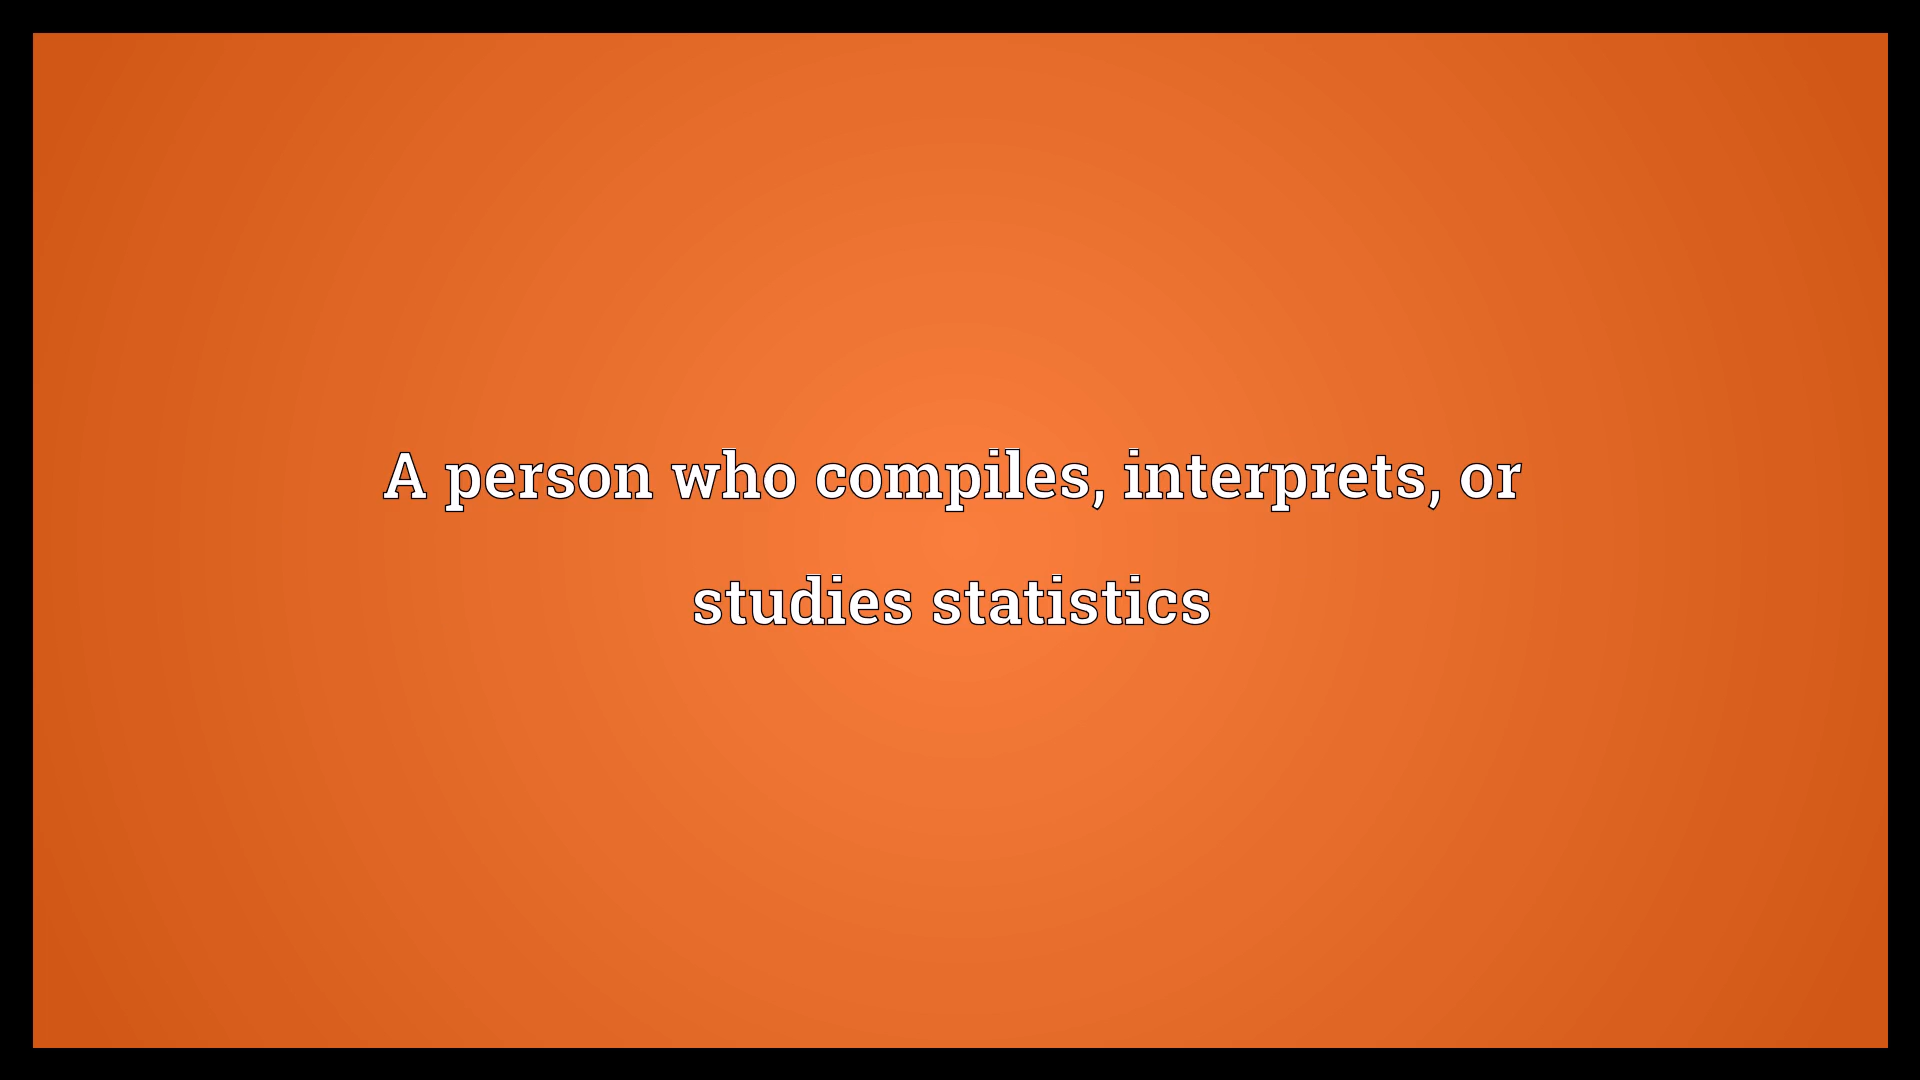 A person who compiles, interprets, or
studies statistics